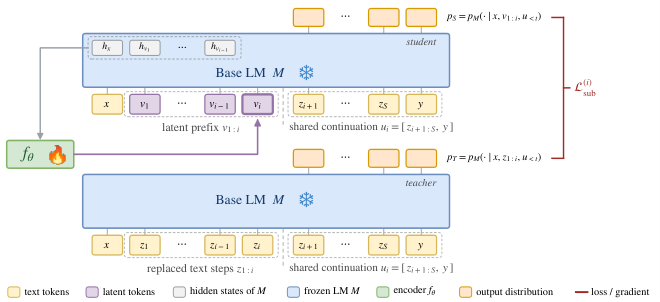 ··· p_S = p_M(· | x, v_{1:i}, u_{<t})
h_x h_{v_1} ··· h_{v_{i-1}} student
Base LM M
𝓛_sub^{(i)}
x v_1 ··· v_{i-1} v_i z_{i+1} ··· z_S y
latent prefix v_{1:i} shared continuation u_i = [z_{i+1:S}, y]
f_θ
··· p_T = p_M(· | x, z_{1:i}, u_{<t})
teacher
Base LM M
x z_1 ··· z_{i-1} z_i z_{i+1} ··· z_S y
replaced text steps z_{1:i} shared continuation u_i = [z_{i+1:S}, y]
text tokens latent tokens hidden states of M frozen LM M encoder f_θ output distribution loss / gradient